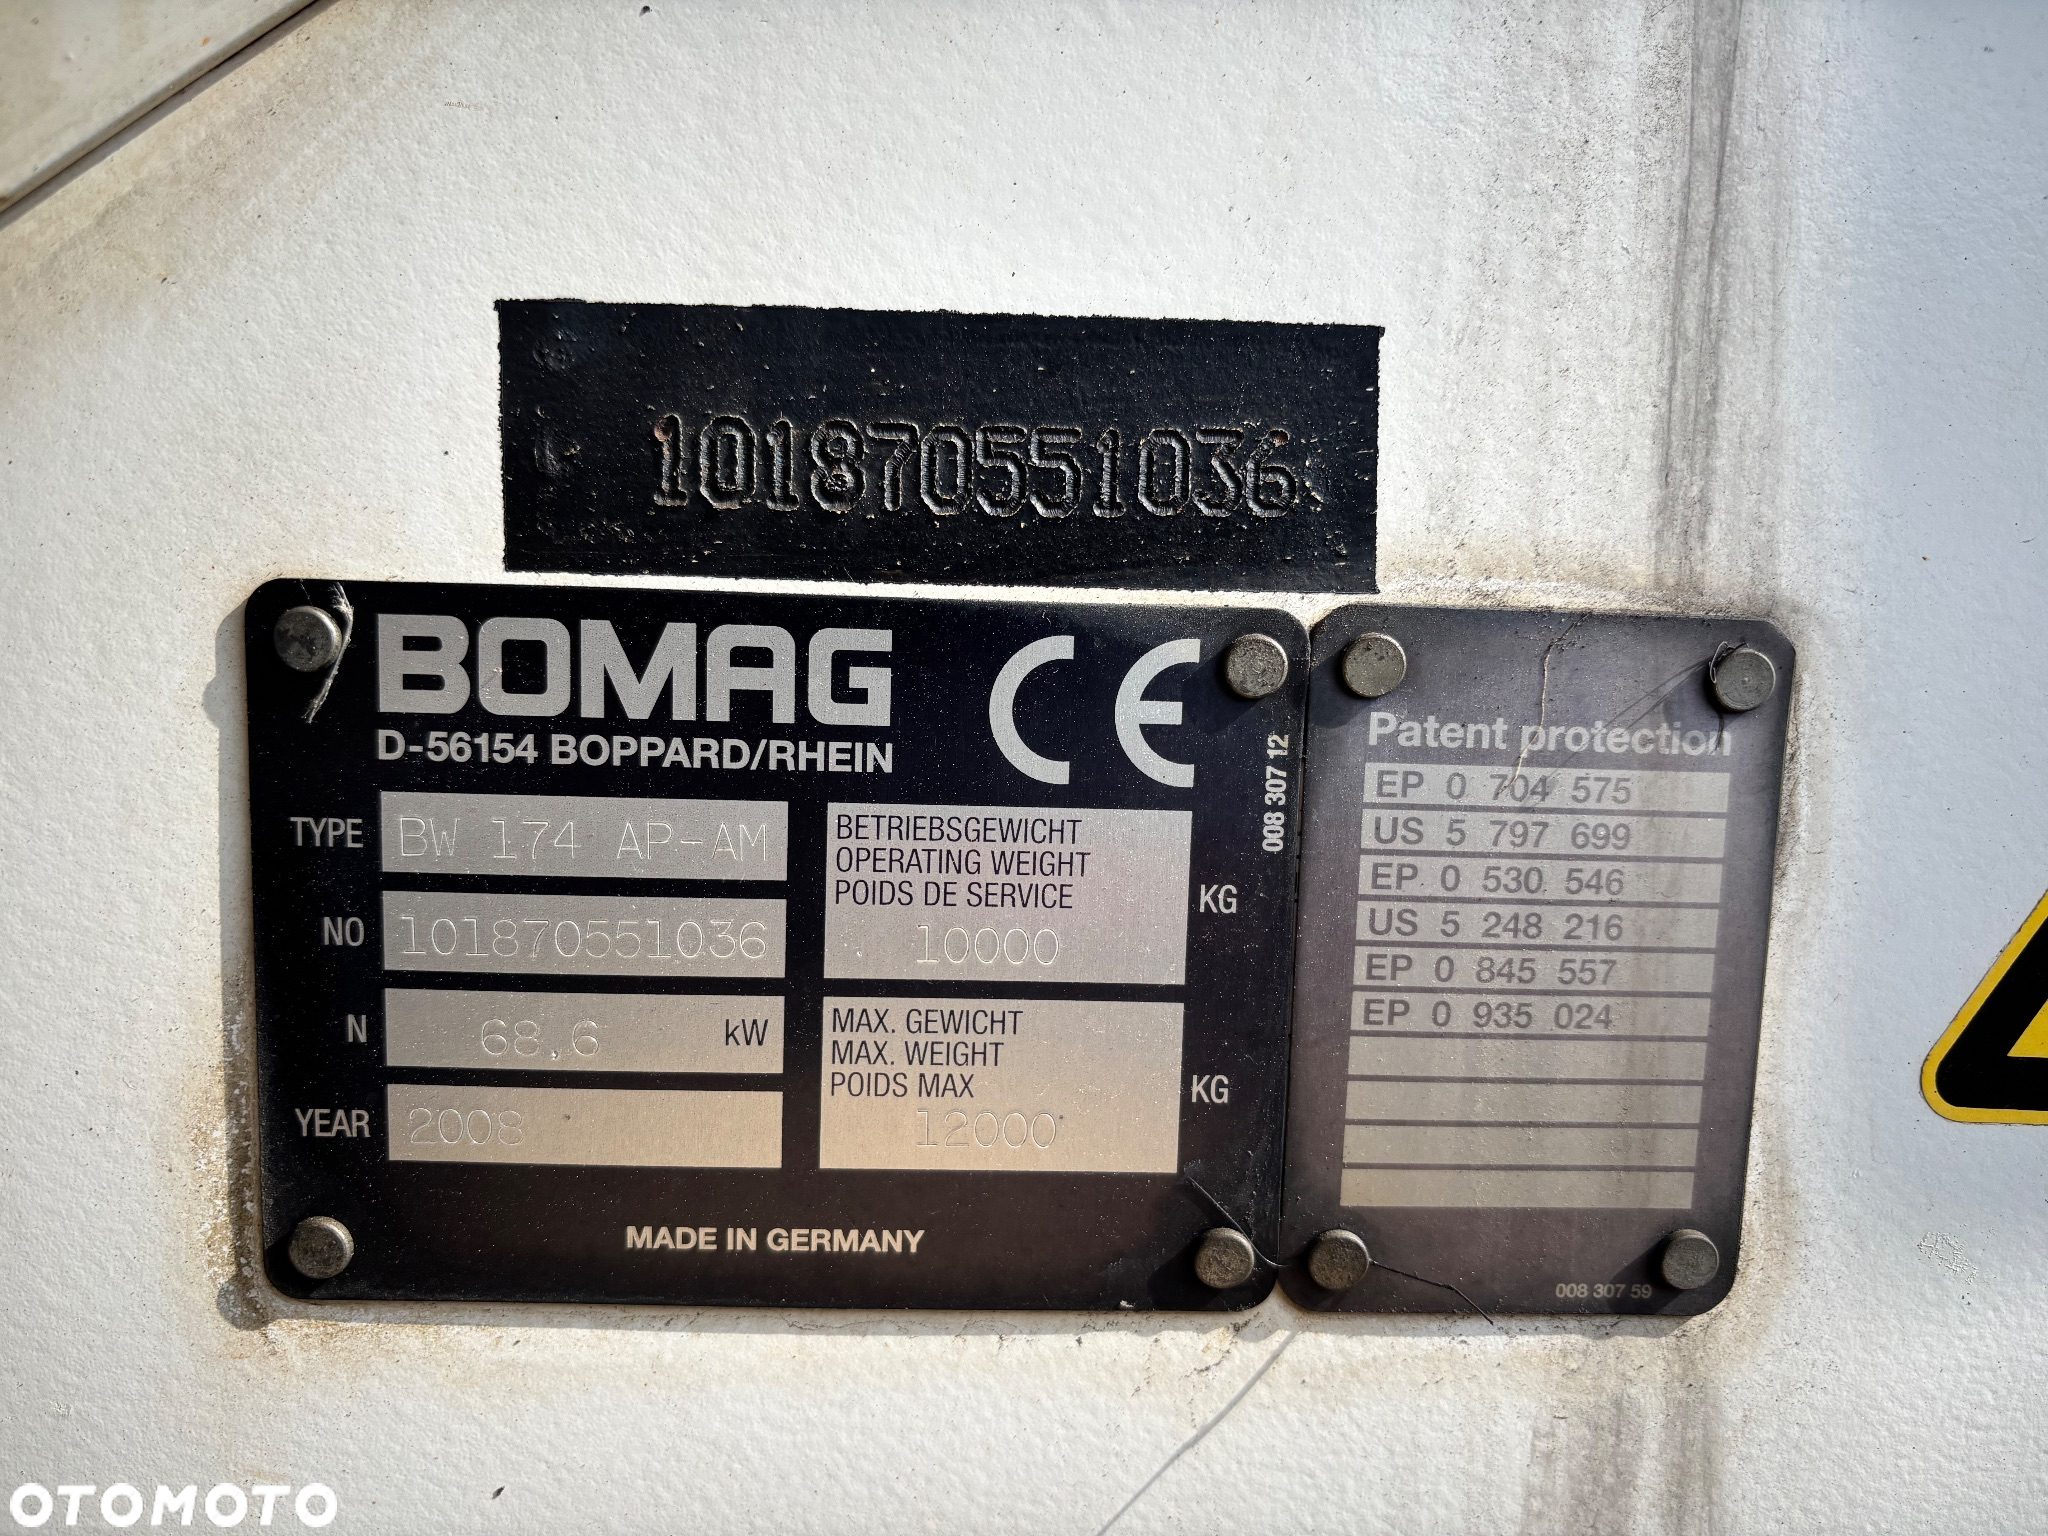 101870551036
BOMAG
CE
D-56154 BOPPARD/RHEIN
008 307 12
TYPE BW 174 AP-AM
NO 101870551036
N 68.6 kW
YEAR 2008
BETRIEBSGEWICHT
OPERATING WEIGHT
POIDS DE SERVICE
10000 KG
MAX. GEWICHT
MAX. WEIGHT
POIDS MAX
12000 KG
MADE IN GERMANY
Patent protection
EP 0 704 575
US 5 797 699
EP 0 530 546
US 5 248 216
EP 0 845 557
EP 0 935 024
008 307 59
OTOMOTO